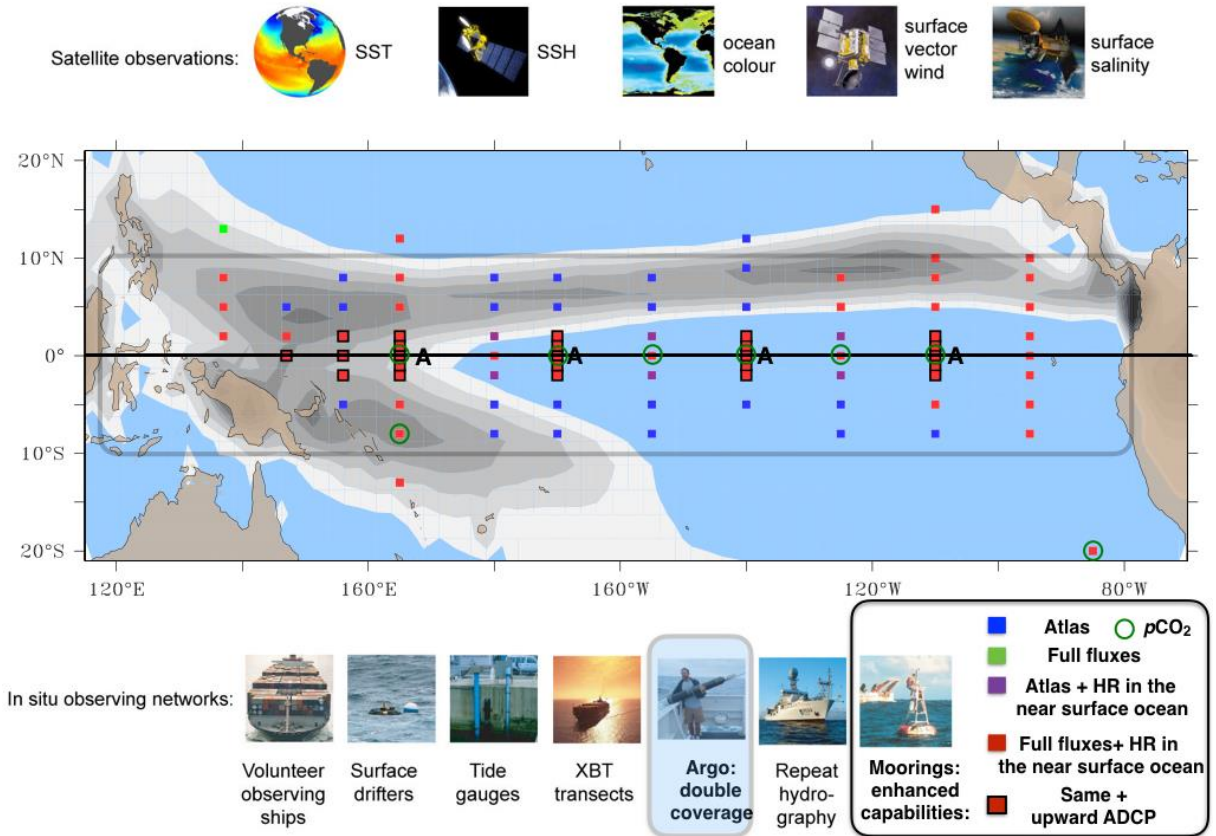 Satellite observations:
SST
SSH
ocean
colour
surface
vector
wind
surface
salinity
20°N
10°N
0°
10°S
20°S
A
A
A
A
120°E
160°E
160°W
120°W
80°W
In situ observing networks:
Volunteer
observing
ships
Surface
drifters
Tide
gauges
XBT
transects
Argo:
double
coverage
Repeat
hydro-
graphy
Moorings:
enhanced
capabilities:
Atlas
pCO₂
Full fluxes
Atlas + HR in the
near surface ocean
Full fluxes+ HR in
the near surface ocean
Same +
upward ADCP